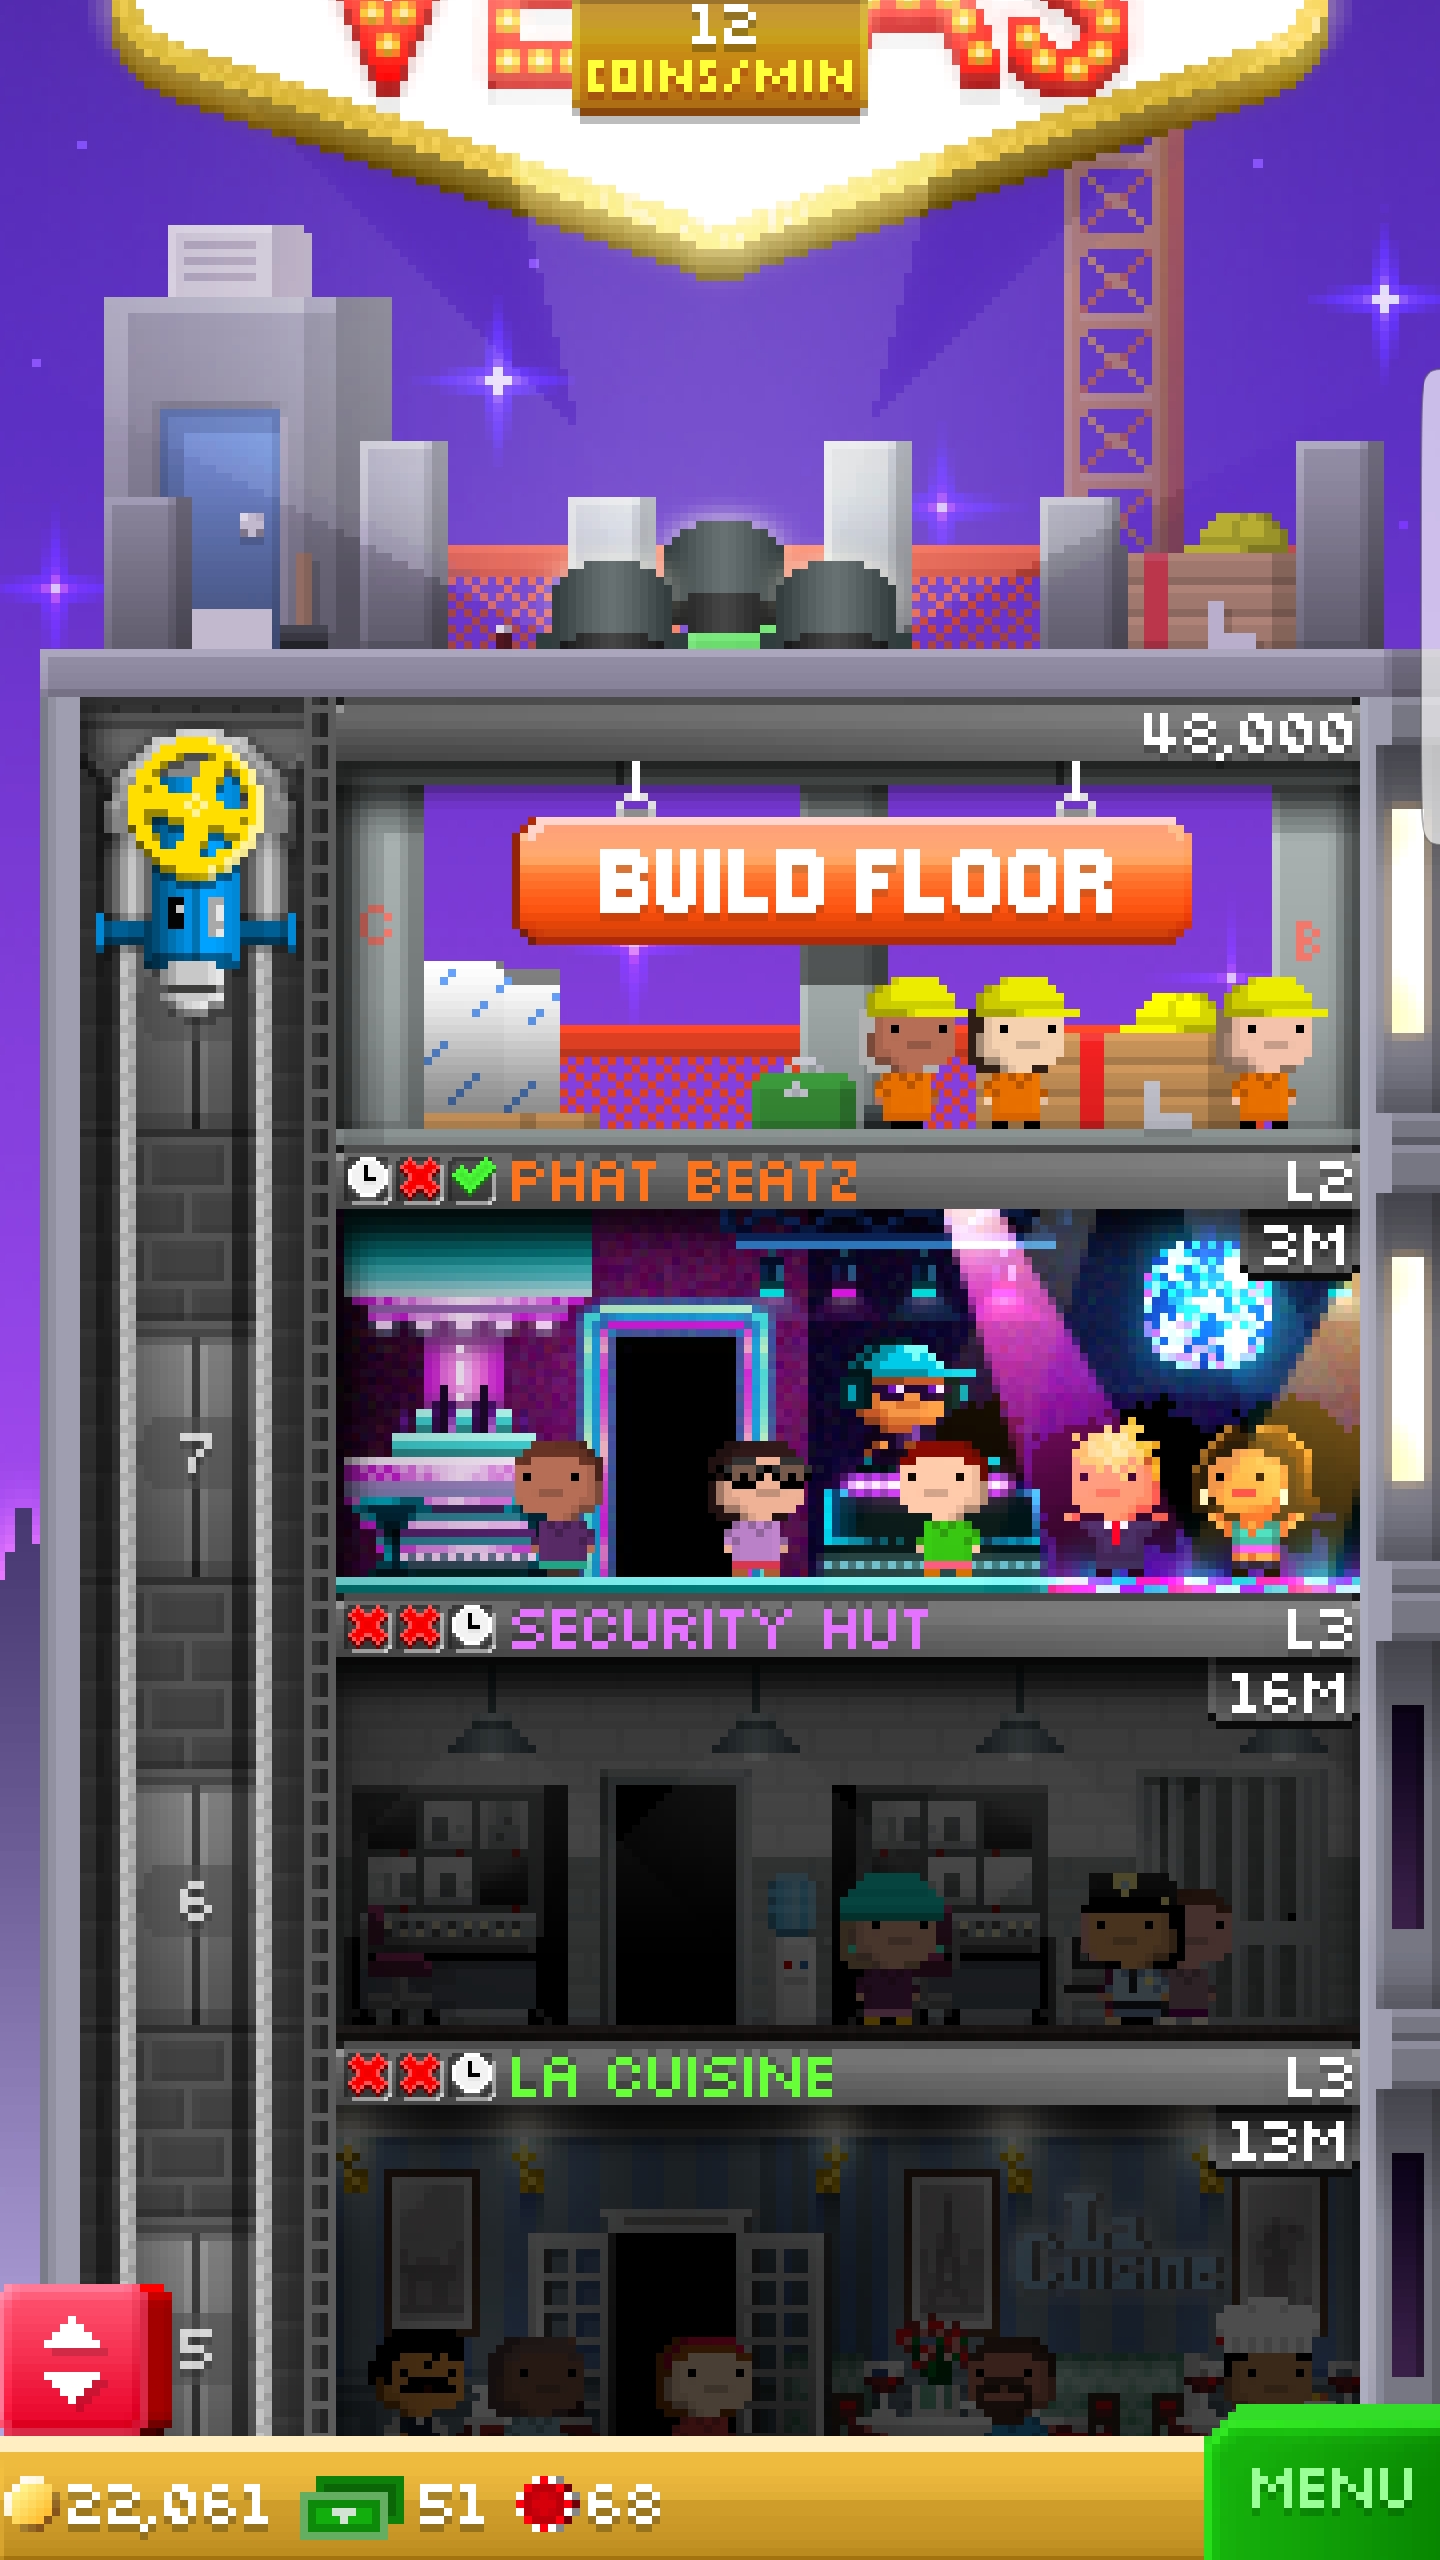 12
COINS/MIN
48,000
BUILD FLOOR
C
B
PHAT BEATZ L2
3M
7
SECURITY HUT L3
16M
6
LA CUISINE L3
13M
La
Cuisine
5
22,061 51 68
MENU